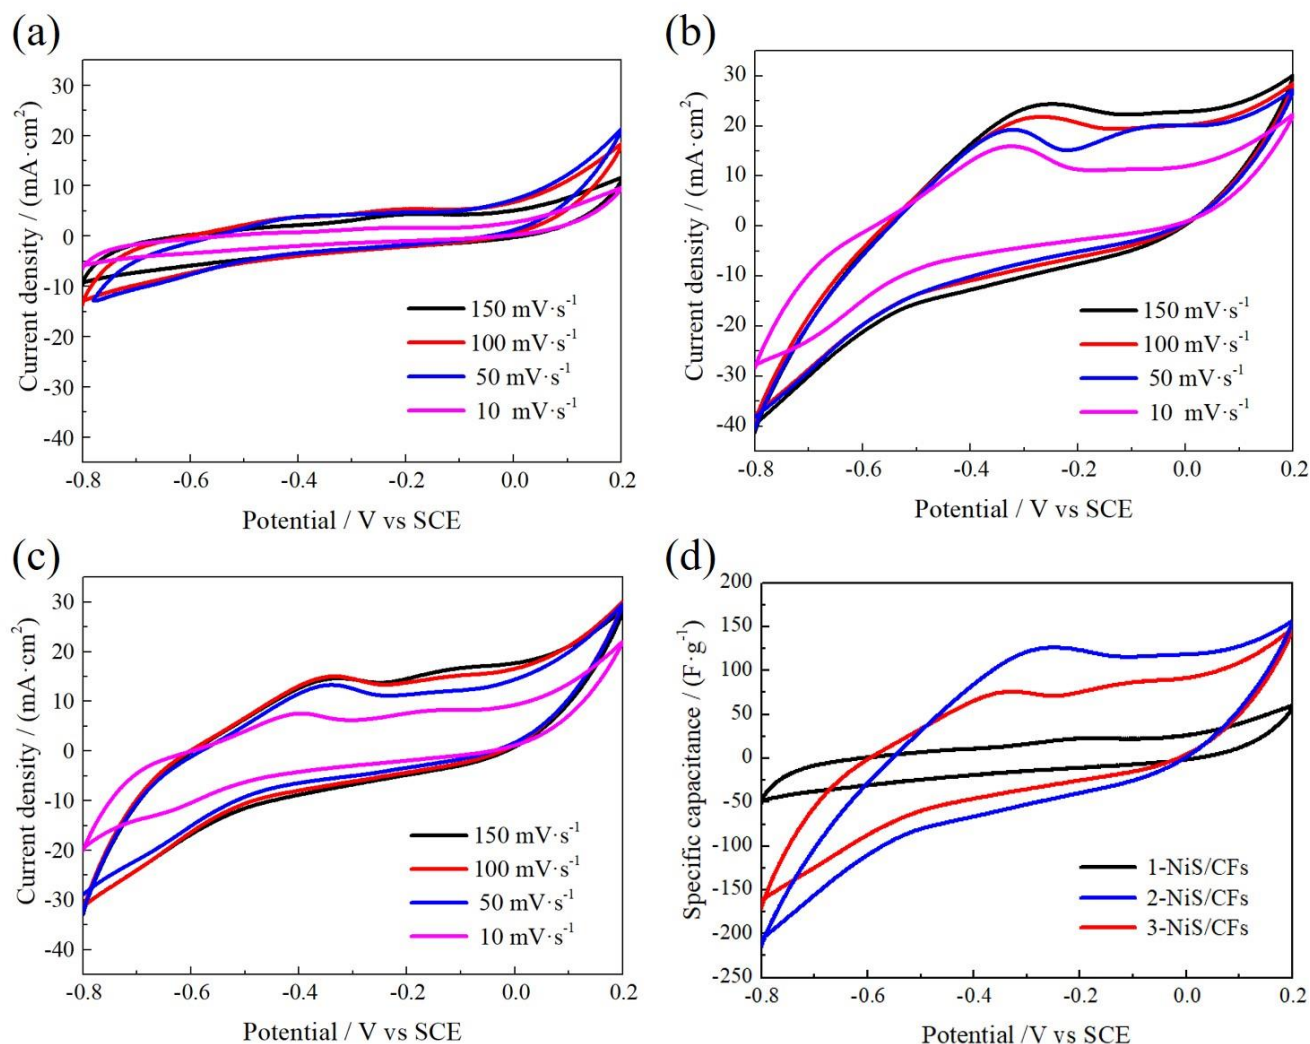 (a)
Current density / (mA·cm²)
30
20
10
0
-10
-20
-30
-40
150 mV·s⁻¹
100 mV·s⁻¹
50 mV·s⁻¹
10 mV·s⁻¹
-0.8 -0.6 -0.4 -0.2 0.0 0.2
Potential / V vs SCE
(b)
Current density / (mA·cm²)
30
20
10
0
-10
-20
-30
-40
150 mV·s⁻¹
100 mV·s⁻¹
50 mV·s⁻¹
10 mV·s⁻¹
-0.8 -0.6 -0.4 -0.2 0.0 0.2
Potential / V vs SCE
(c)
Current density / (mA·cm²)
30
20
10
0
-10
-20
-30
-40
150 mV·s⁻¹
100 mV·s⁻¹
50 mV·s⁻¹
10 mV·s⁻¹
-0.8 -0.6 -0.4 -0.2 0.0 0.2
Potential / V vs SCE
(d)
Specific capacitance / (F·g⁻¹)
200
150
100
50
0
-50
-100
-150
-200
-250
1-NiS/CFs
2-NiS/CFs
3-NiS/CFs
-0.8 -0.6 -0.4 -0.2 0.0 0.2
Potential /V vs SCE